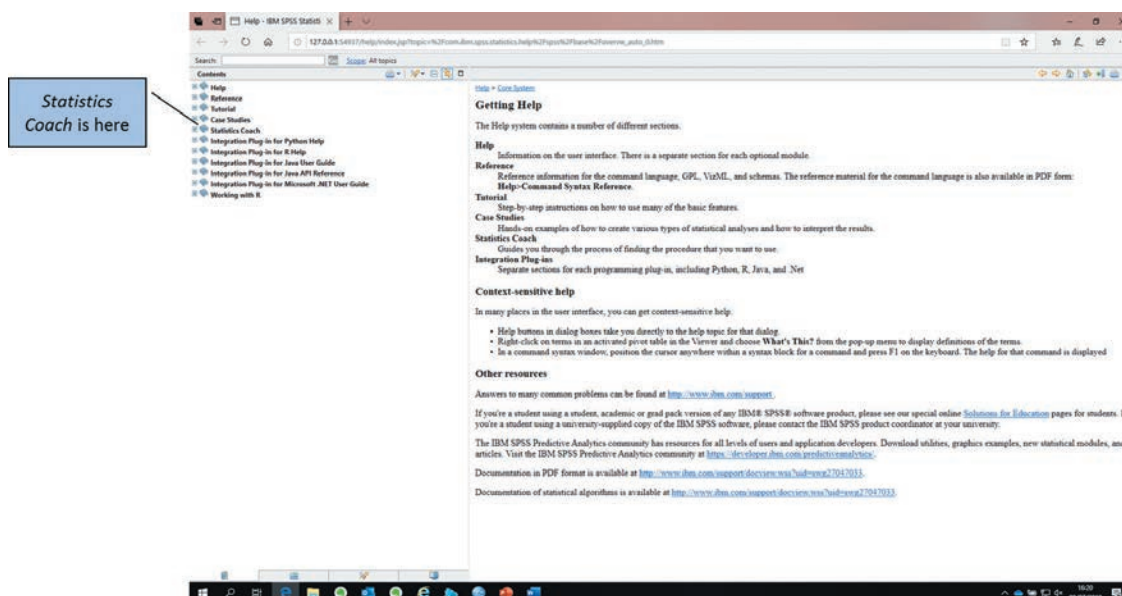 Statistics
Coach is here
Help - IBM SPSS Statisti
127.0.0.1:54937/help/index.jsp?topic=%2Fcom.ibm.spss.statistics.help%2Fspss%2Fbase%2Fovervw_auto_0.htm
Search:
Scope: All topics
Contents
Help
Reference
Tutorial
Case Studies
Statistics Coach
Integration Plug-in for Python Help
Integration Plug-in for R Help
Integration Plug-in for Java User Guide
Integration Plug-in for Java API Reference
Integration Plug-in for Microsoft .NET User Guide
Working with R
Help > Core System
Getting Help
The Help system contains a number of different sections.
Help
Information on the user interface. There is a separate section for each optional module.
Reference
Reference information for the command language, GPL, VizML, and schemas. The reference material for the command language is also available in PDF form:
Help>Command Syntax Reference.
Tutorial
Step-by-step instructions on how to use many of the basic features.
Case Studies
Hands-on examples of how to create various types of statistical analyses and how to interpret the results.
Statistics Coach
Guides you through the process of finding the procedure that you want to use.
Integration Plug-ins
Separate sections for each programming plug-in, including Python, R, Java, and .Net
Context-sensitive help
In many places in the user interface, you can get context-sensitive help.
• Help buttons in dialog boxes take you directly to the help topic for that dialog.
• Right-click on terms in an activated pivot table in the Viewer and choose What's This? from the pop-up menu to display definitions of the terms.
• In a command syntax window, position the cursor anywhere within a syntax block for a command and press F1 on the keyboard. The help for that command is displayed
Other resources
Answers to many common problems can be found at http://www.ibm.com/support.
If you're a student using a student, academic or grad pack version of any IBM® SPSS® software product, please see our special online Solutions for Education pages for students.
you're a student using a university-supplied copy of the IBM SPSS software, please contact the IBM SPSS product coordinator at your university.
The IBM SPSS Predictive Analytics community has resources for all levels of users and application developers. Download utilities, graphics examples, new statistical modules, and
articles. Visit the IBM SPSS Predictive Analytics community at https://developer.ibm.com/predictiveanalytics/.
Documentation in PDF format is available at http://www.ibm.com/support/docview.wss?uid=swg27047033.
Documentation of statistical algorithms is available at http://www.ibm.com/support/docview.wss?uid=swg27047033.
16:20